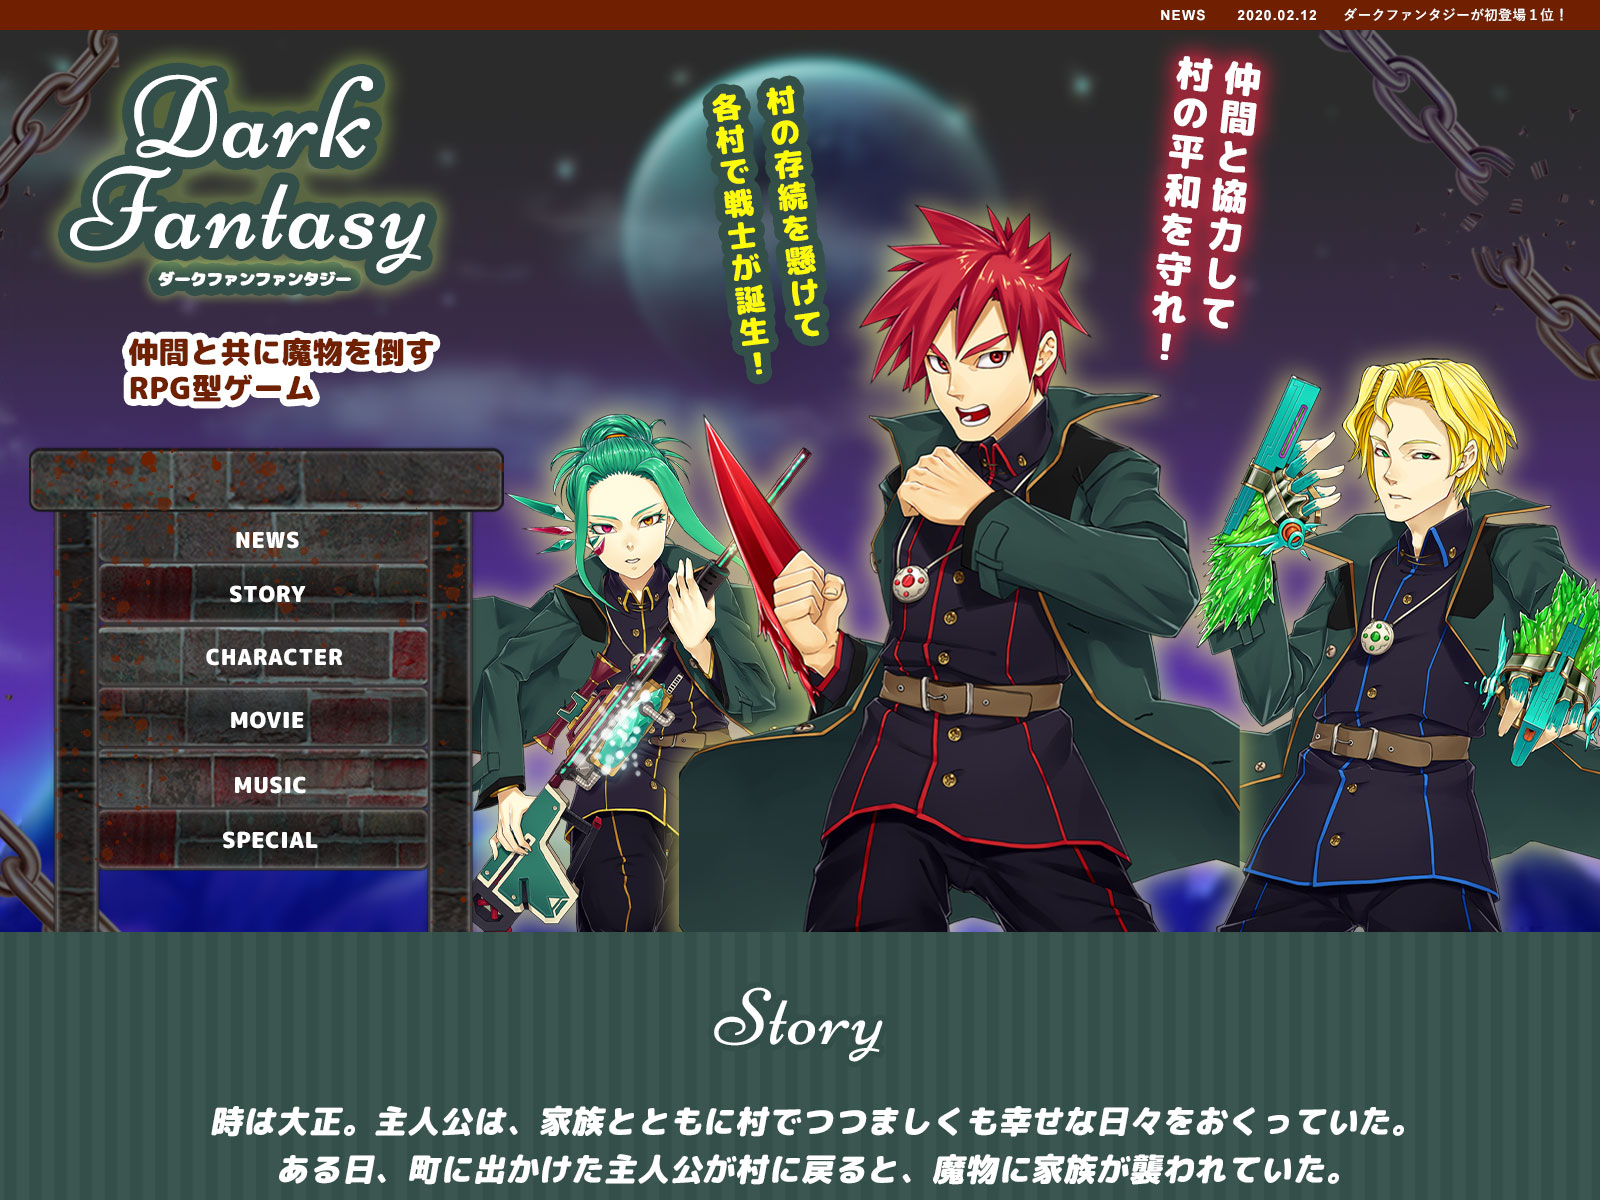 NEWS 2020.02.12 ダークファンタジーが初登場１位！
Dark
Fantasy
ダークファンファンタジー
仲間と共に魔物を倒す
RPG型ゲーム
村の存続を懸けて
各村で戦士が誕生！
仲間と協力して
村の平和を守れ！
NEWS
STORY
CHARACTER
MOVIE
MUSIC
SPECIAL
Story
時は大正。主人公は、家族とともに村でつつましくも幸せな日々をおくっていた。
ある日、町に出かけた主人公が村に戻ると、魔物に家族が襲われていた。